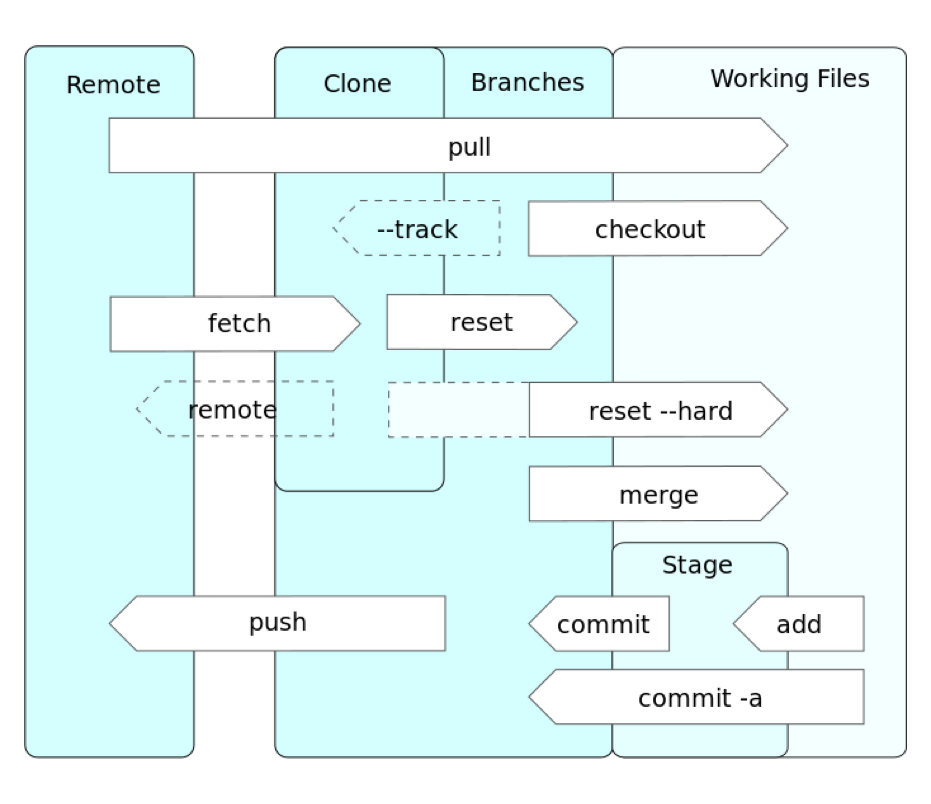 Remote
Clone
Branches
Working Files
pull
--track
checkout
fetch
reset
remote
reset --hard
merge
Stage
push
commit
add
commit -a